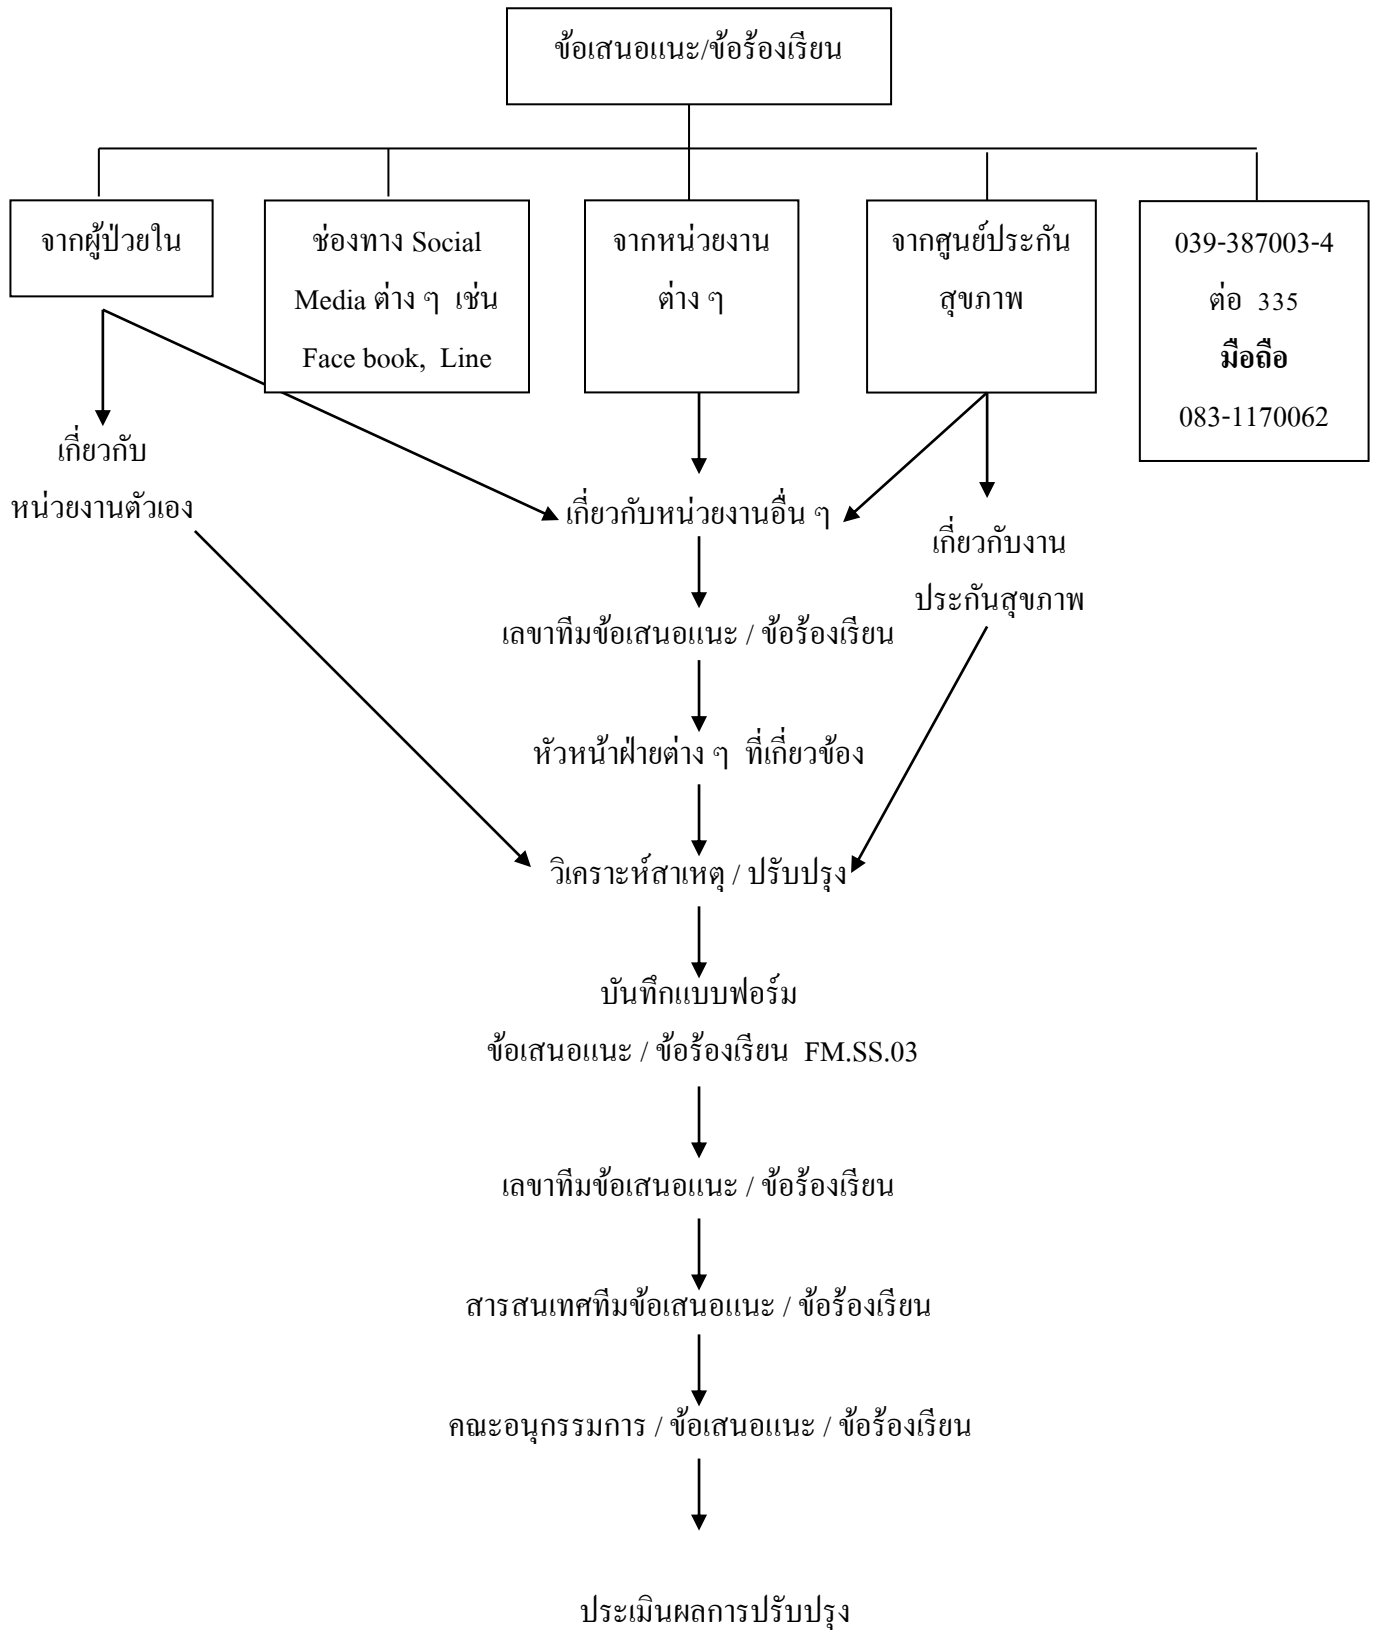 ข้อเสนอแนะ/ข้อร้องเรียน
จากผู้ป่วยใน
ช่องทาง Social
Media ต่าง ๆ เช่น
Face book, Line
จากหน่วยงาน
ต่าง ๆ
จากศูนย์ประกัน
สุขภาพ
039-387003-4
ต่อ 335
มือถือ
083-1170062
เกี่ยวกับ
หน่วยงานตัวเอง
เกี่ยวกับหน่วยงานอื่น ๆ
เกี่ยวกับงาน
ประกันสุขภาพ
เลขาทีมข้อเสนอแนะ / ข้อร้องเรียน
หัวหน้าฝ่ายต่าง ๆ ที่เกี่ยวข้อง
วิเคราะห์สาเหตุ / ปรับปรุง
บันทึกแบบฟอร์ม
ข้อเสนอแนะ / ข้อร้องเรียน FM.SS.03
เลขาทีมข้อเสนอแนะ / ข้อร้องเรียน
สารสนเทศทีมข้อเสนอแนะ / ข้อร้องเรียน
คณะอนุกรรมการ / ข้อเสนอแนะ / ข้อร้องเรียน
ประเมินผลการปรับปรุง